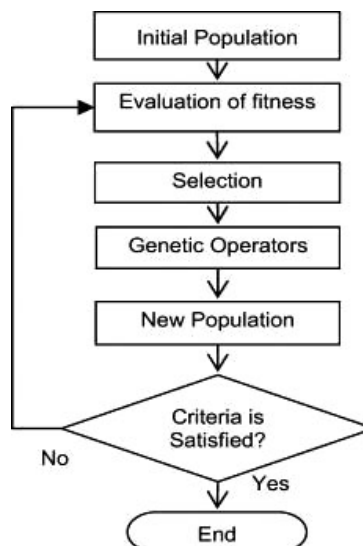 Initial Population
Evaluation of fitness
Selection
Genetic Operators
New Population
Criteria is
Satisfied?
No
Yes
End